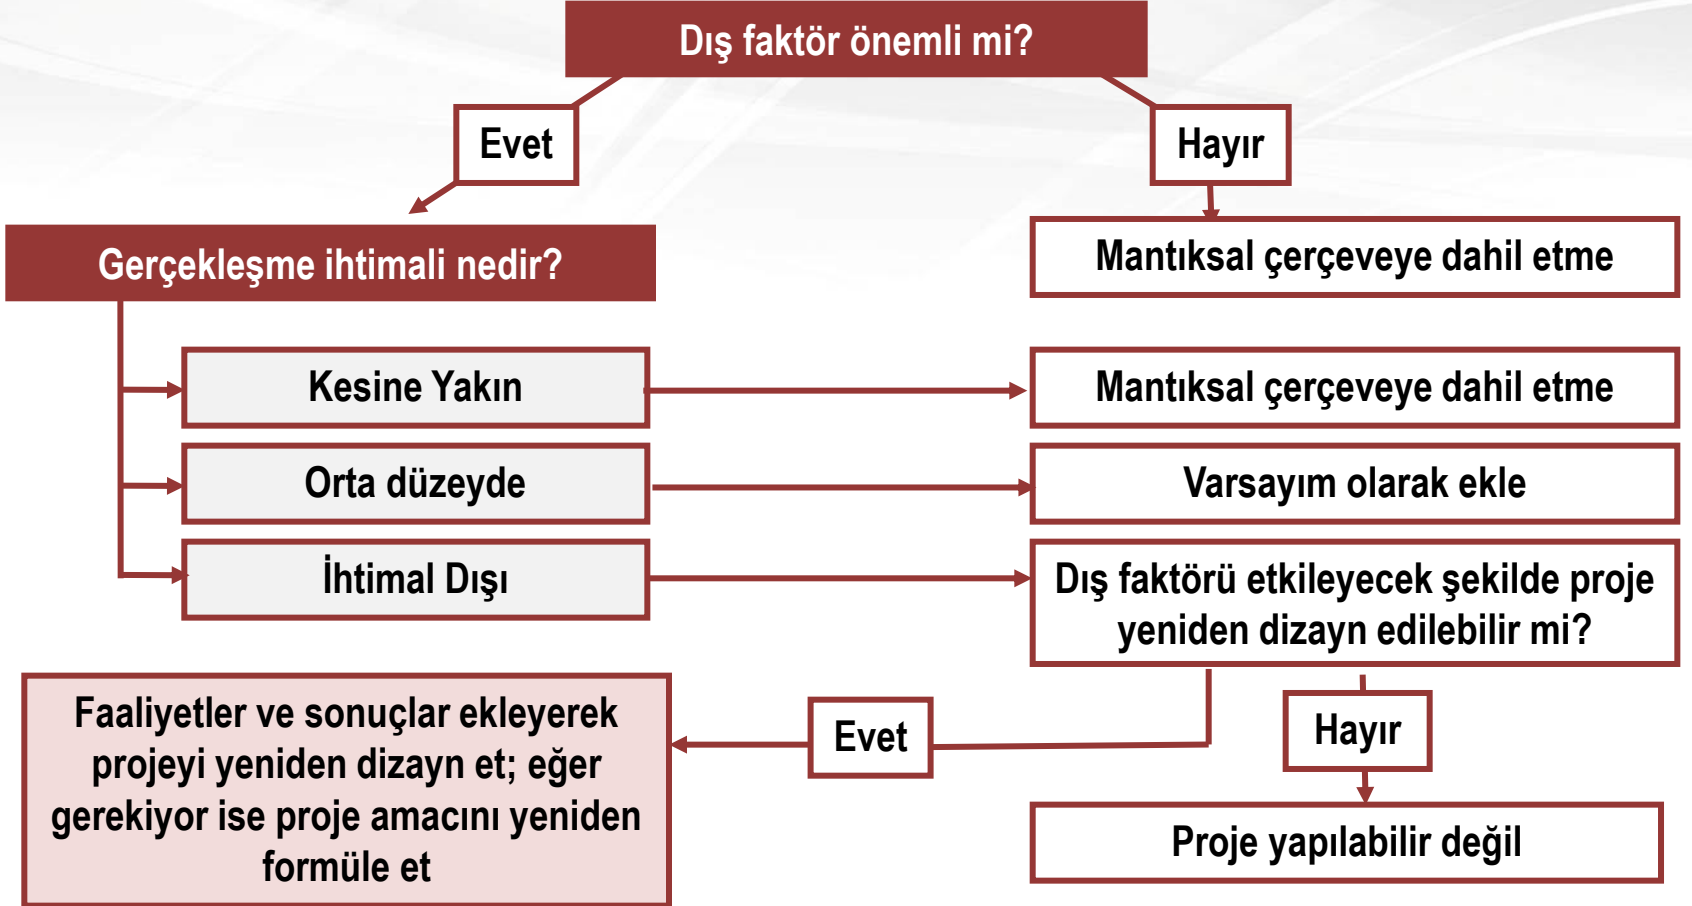 Dış faktör önemli mi?
Evet
Hayır
Gerçekleşme ihtimali nedir?
Mantıksal çerçeveye dahil etme
Kesine Yakın
Mantıksal çerçeveye dahil etme
Orta düzeyde
Varsayım olarak ekle
İhtimal Dışı
Dış faktörü etkileyecek şekilde proje
yeniden dizayn edilebilir mi?
Evet
Hayır
Faaliyetler ve sonuçlar ekleyerek
projeyi yeniden dizayn et; eğer
gerekiyor ise proje amacını yeniden
formüle et
Proje yapılabilir değil